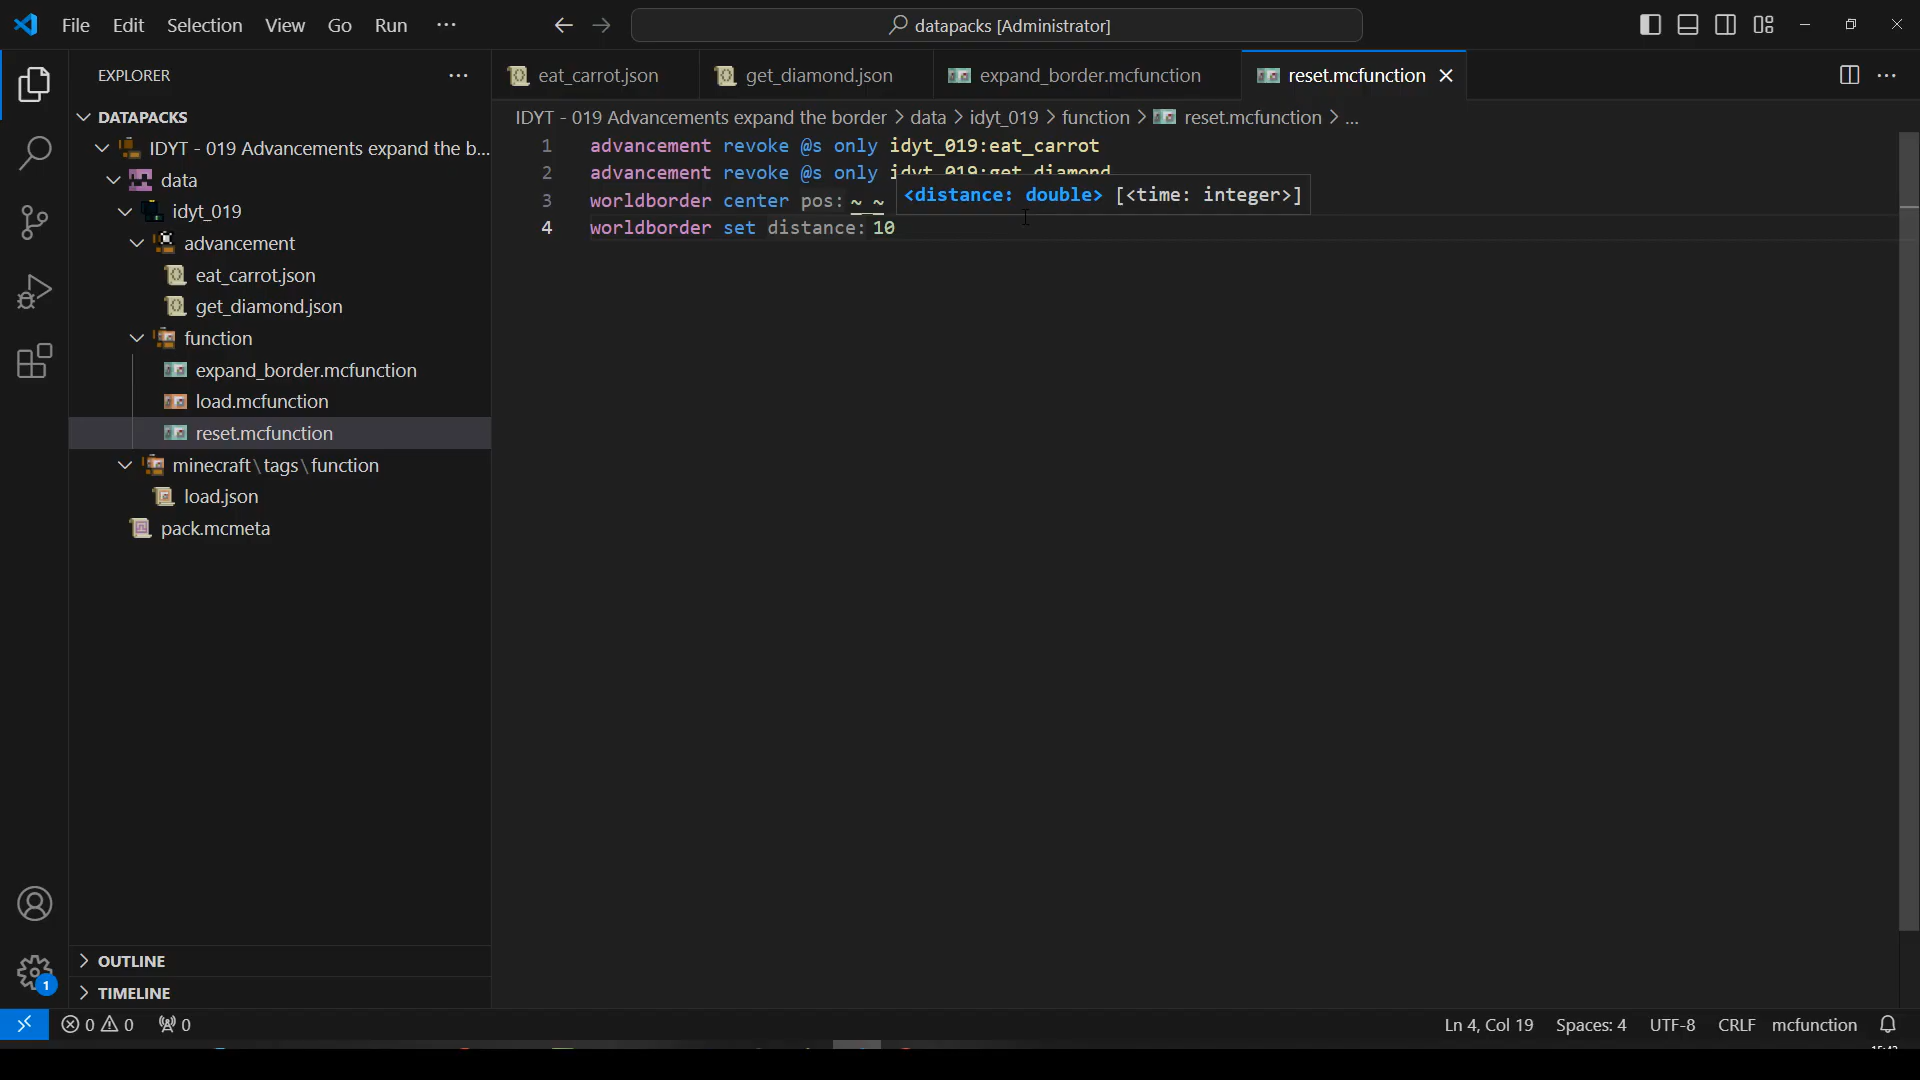 File Edit Selection View Go Run ···
datapacks [Administrator]
EXPLORER
DATAPACKS
IDYT - 019 Advancements expand the b...
data
idyt_019
advancement
eat_carrot.json
get_diamond.json
function
expand_border.mcfunction
load.mcfunction
reset.mcfunction
minecraft\tags\function
load.json
pack.mcmeta
OUTLINE
TIMELINE
eat_carrot.json get_diamond.json expand_border.mcfunction reset.mcfunction
IDYT - 019 Advancements expand the border > data > idyt_019 > function > reset.mcfunction > ...
1 advancement revoke @s only idyt_019:eat_carrot
2 advancement revoke @s only idyt_019:get_diamond
<distance: double> [<time: integer>]
3 worldborder center pos: ~ ~
4 worldborder set distance: 10
1
0 0 0
Ln 4, Col 19 Spaces: 4 UTF-8 CRLF mcfunction